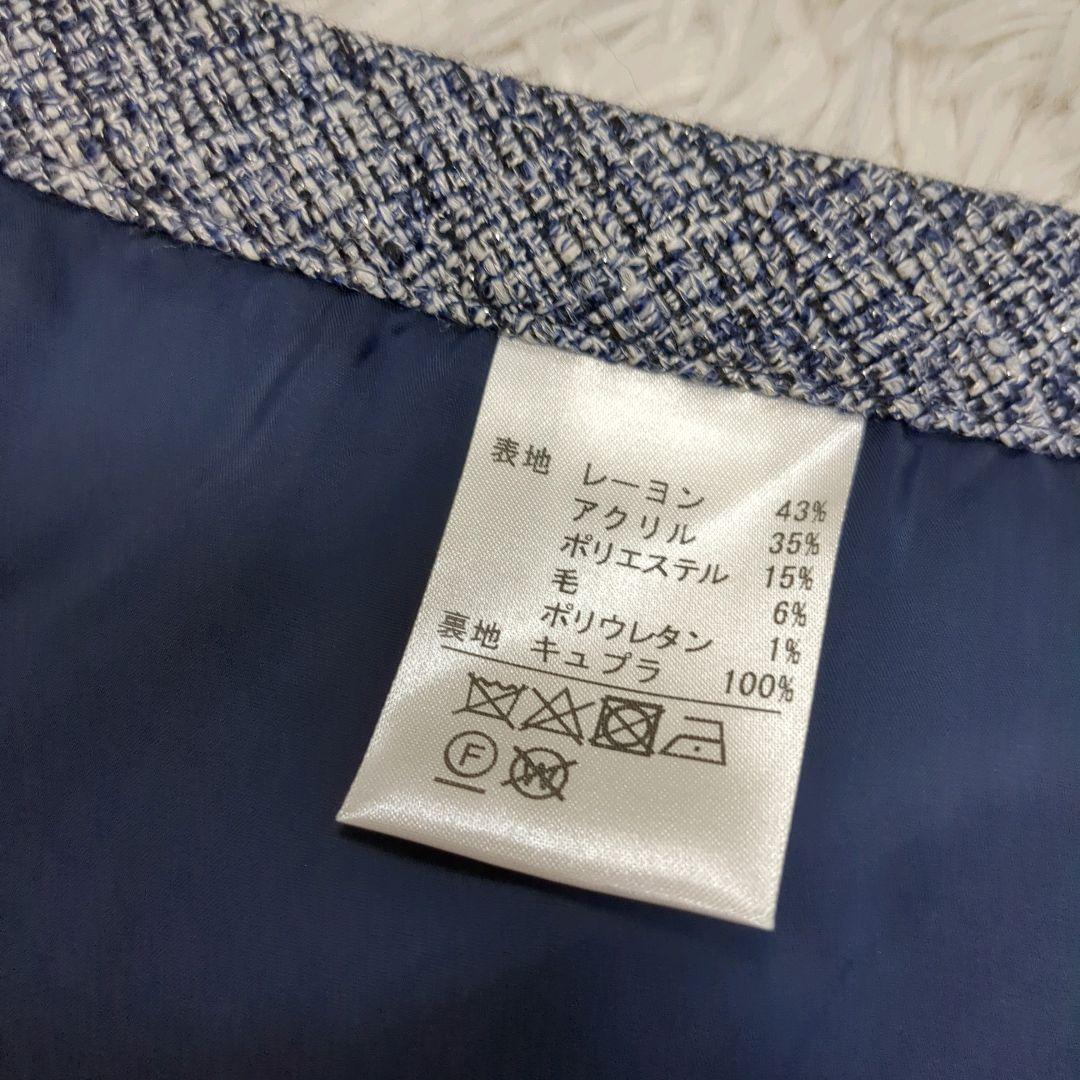 表地 レーヨン 43%
アクリル 35%
ポリエステル 15%
毛 6%
ポリウレタン 1%
裏地 キュプラ 100%
F W